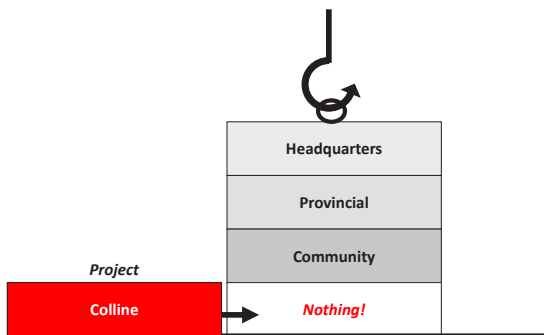 Headquarters
Provincial
Community
Project
Colline
Nothing!